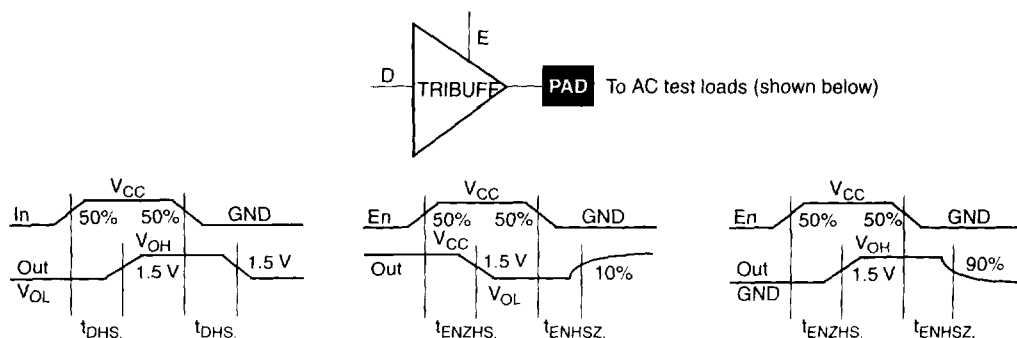 E
D
TRIBUFF
PAD
To AC test loads (shown below)
In
VCC
50%
50%
GND
Out
VOL
VOH
1.5 V
1.5 V
tDHS.
tDHS.
En
VCC
50%
50%
GND
Out
VCC
1.5 V
VOL
10%
tENZHS.
tENHSZ.
En
VCC
50%
50%
GND
Out
GND
VOH
1.5 V
90%
tENZHS.
tENHSZ.